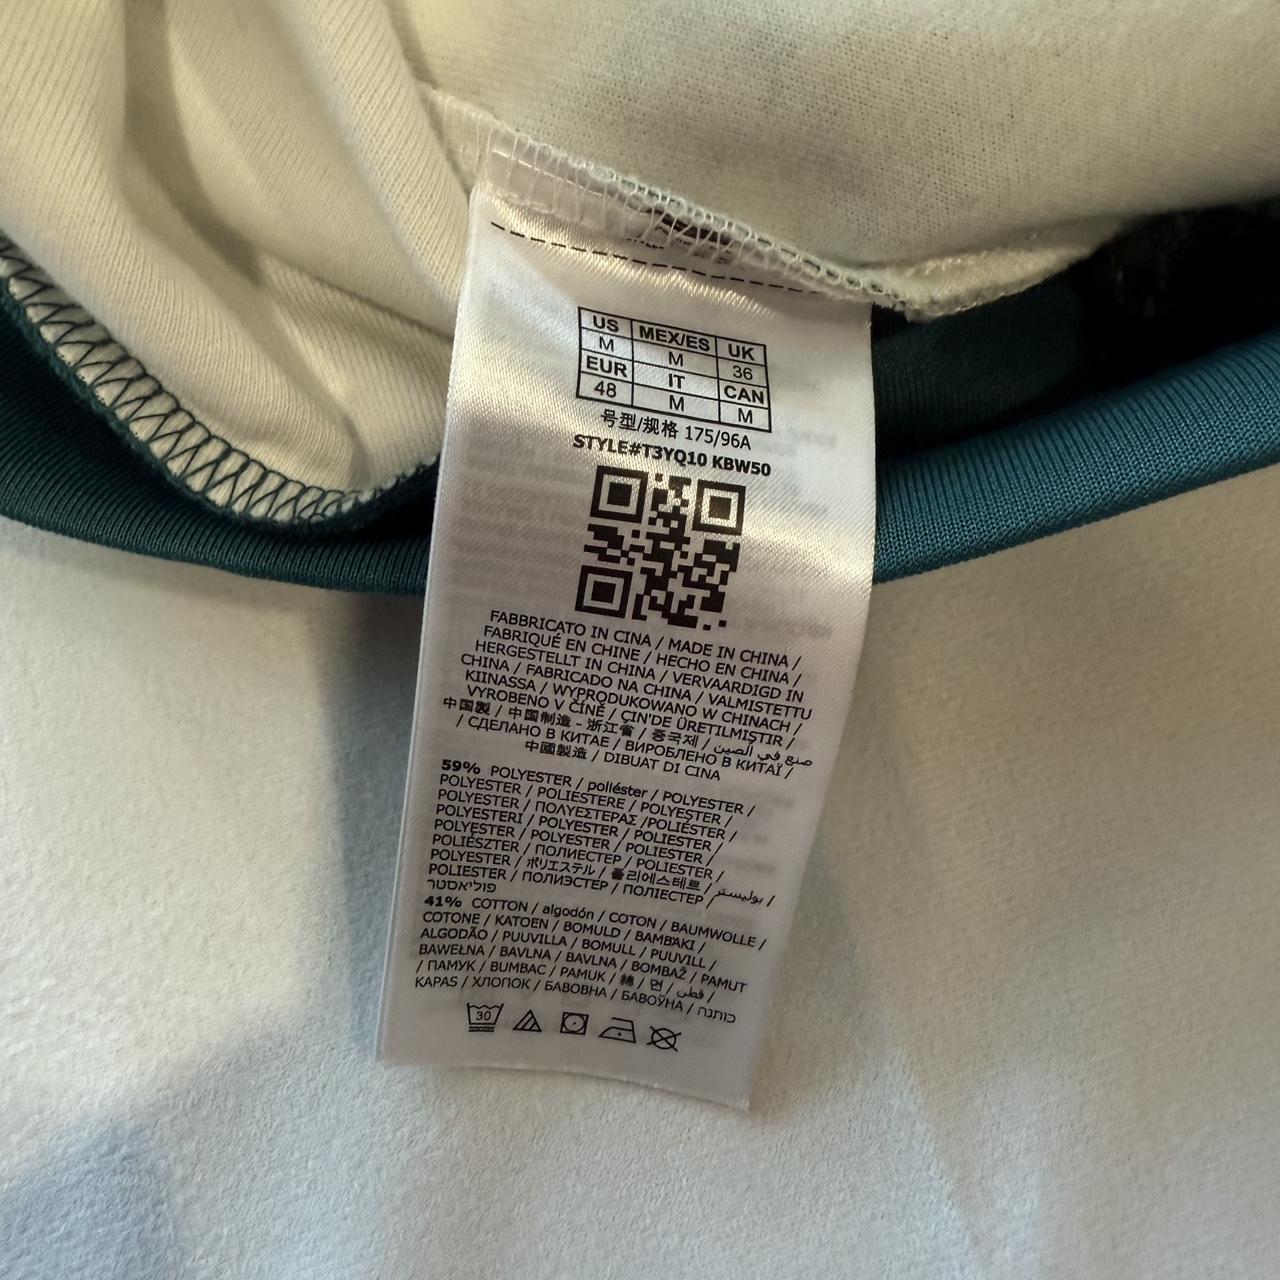 US MEX/ES UK
M M 36
EUR IT CAN
48 M M
号型/规格 175/96A
STYLE#T3YQ10 KBW50
FABBRICATO IN CINA / MADE IN CHINA /
FABRIQUÉ EN CHINE / HECHO EN CHINA /
HERGESTELLT IN CHINA / VERVAARDIGD IN
CHINA / FABRICADO NA CHINA / VALMISTETTU
KIINASSA / WYPRODUKOWANO W CHINACH /
VYROBENO V ČÍNĚ / ÇIN'DE ÜRETILMIŞTIR /
中国製 / 中国制造 - 浙江省 / 중국제 / صنع في الصين
/ СДЕЛАНО В КИТАЕ / ВИРОБЛЕНО В КИТАЇ /
中國製造 / DIBUAT DI CINA
59% POLYESTER / poliéster / POLYESTER /
POLYESTER / POLIESTERE / POLYESTER /
POLYESTER / ΠΟΛΥΕΣΤΕΡΑΣ /POLIÉSTER /
POLYESTERI / POLYESTER / POLIESTER /
POLYESTER / POLYESTER / POLIESTER /
POLIÉSZTER / ПОЛИЕСТЕР / POLIESTER /
POLYESTER / ポリエステル / 폴리에스테르 / بوليستر /
POLIESTER / ПОЛИЭСТЕР / ПОЛІЕСТЕР /
פוליאסטר
41% COTTON / algodón / COTON / BAUMWOLLE /
COTONE / KATOEN / BOMULD / ΒΑΜΒΑΚΙ /
ALGODÃO / PUUVILLA / BOMULL / PUUVILL /
BAWEŁNA / BAVLNA / BAVLNA / BOMBAŽ / PAMUT
/ ПАМУК / BUMBAC / PAMUK / 綿 / 면 / قطن /
KAPAS / ХЛОПОК / БАВОВНА / БАВОЎНА / כותנה
30